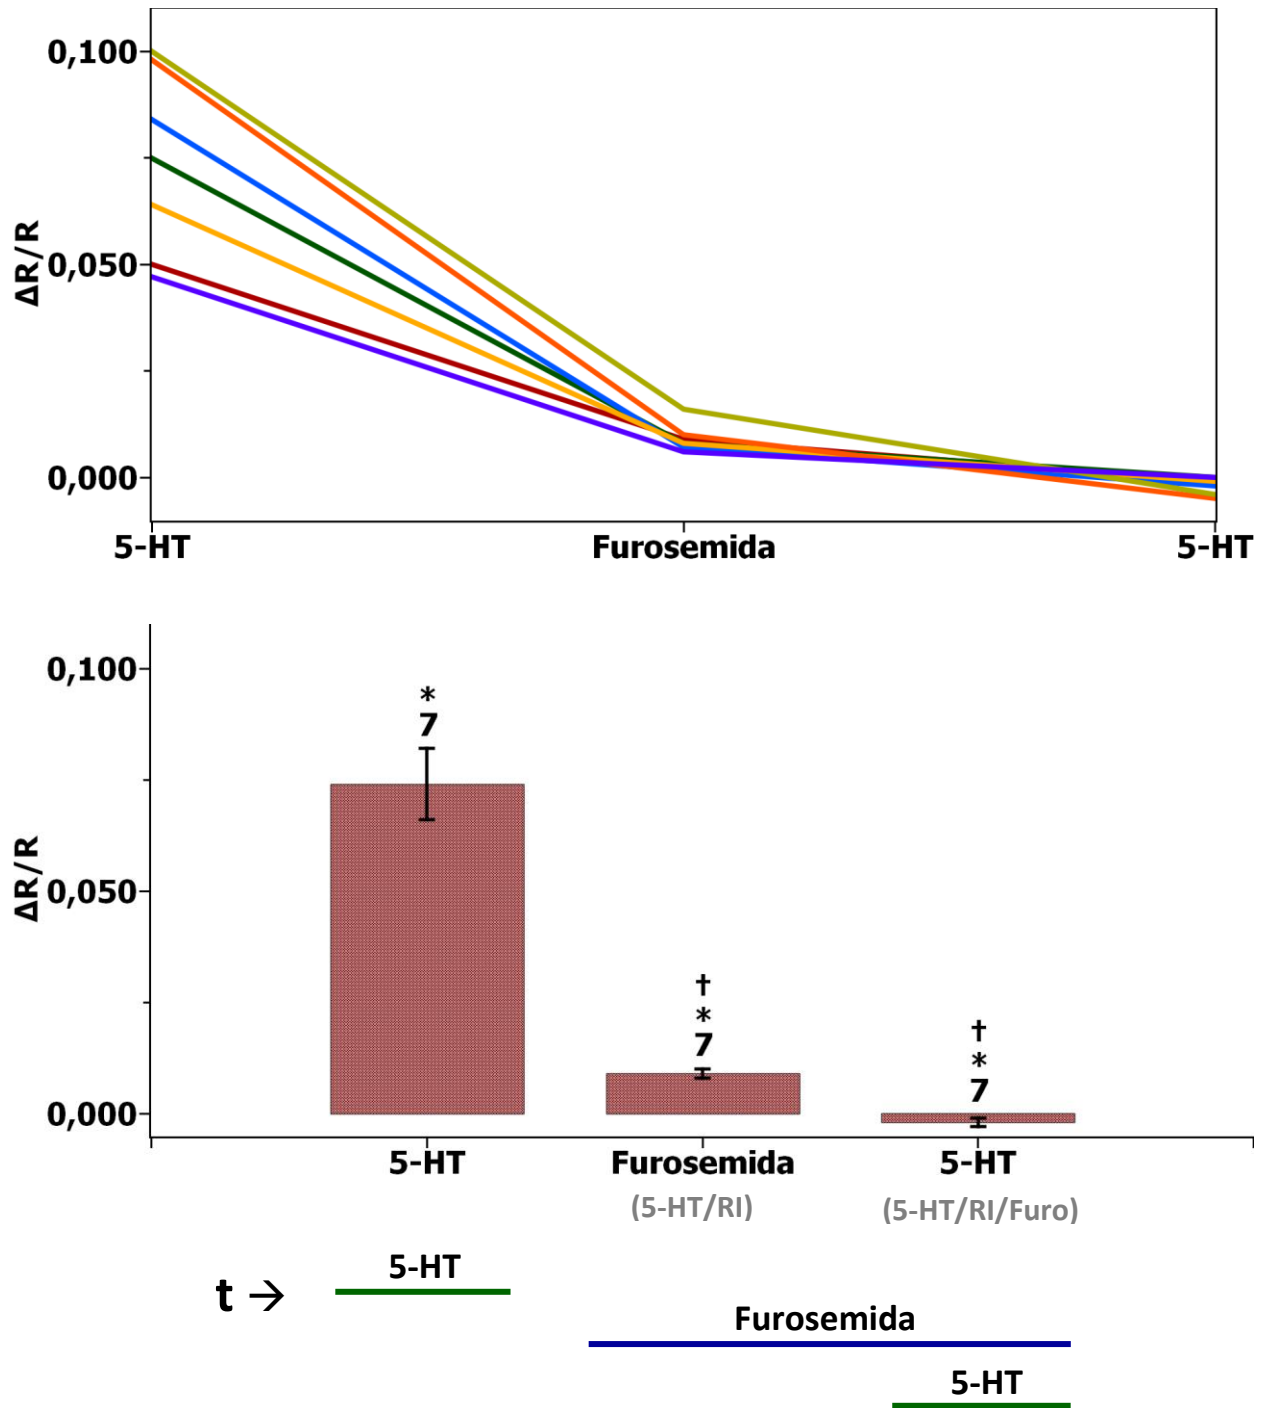 0,100
ΔR/R
0,050
0,000
5-HT Furosemida 5-HT
0,100
*
7
ΔR/R
0,050
†
*
7
†
*
7
0,000
5-HT Furosemida 5-HT
(5-HT/RI) (5-HT/RI/Furo)
5-HT
t →
Furosemida
5-HT